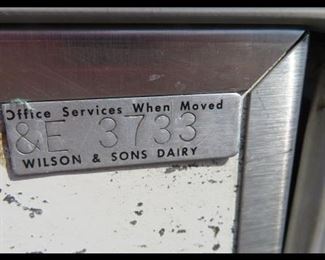 Office Services When Moved
&E 3733
WILSON & SONS DAIRY